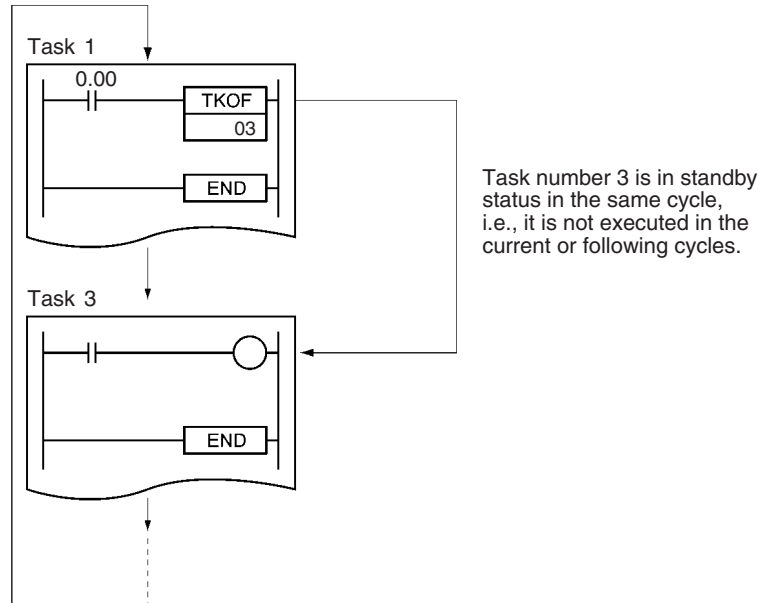 Task 1
0.00
TKOF
03
END
Task number 3 is in standby
status in the same cycle,
i.e., it is not executed in the
current or following cycles.
Task 3
END